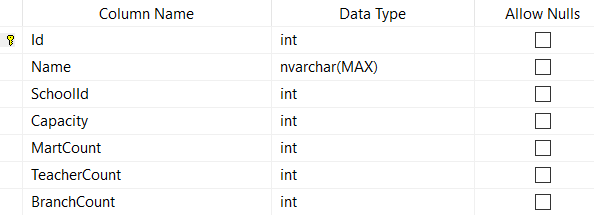 Column Name Data Type Allow Nulls
Id int
Name nvarchar(MAX)
SchoolId int
Capacity int
MartCount int
TeacherCount int
BranchCount int